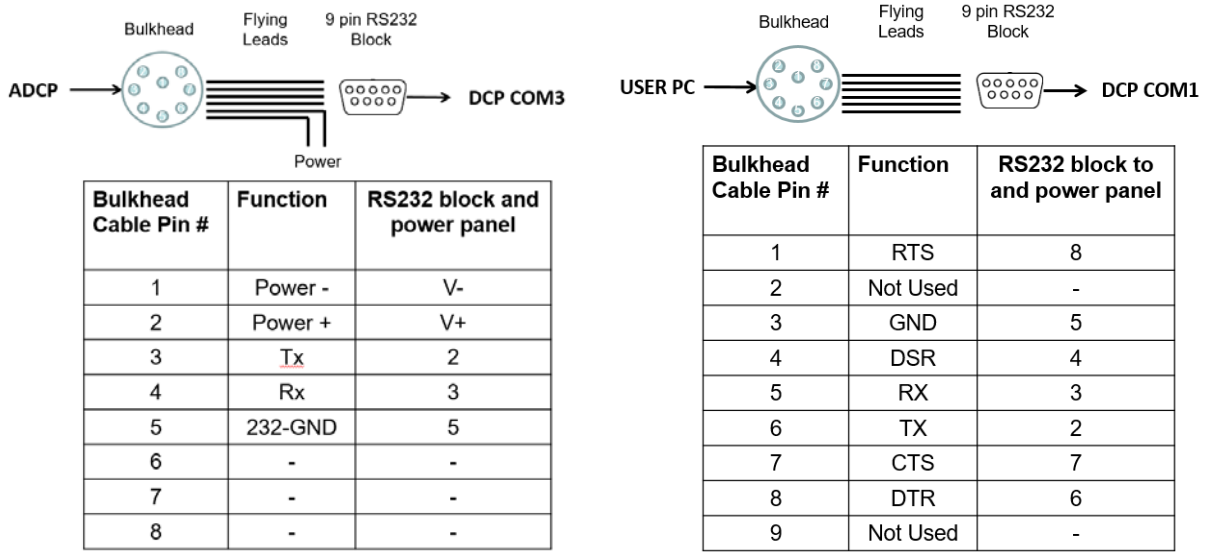 Bulkhead
Flying
Leads
9 pin RS232
Block
ADCP
DCP COM3
Power
Bulkhead
Cable Pin #
Function
RS232 block and
power panel
1 Power - V-
2 Power + V+
3 Tx 2
4 Rx 3
5 232-GND 5
6 - -
7 - -
8 - -
Bulkhead
Flying
Leads
9 pin RS232
Block
USER PC
DCP COM1
Bulkhead
Cable Pin #
Function
RS232 block to
and power panel
1 RTS 8
2 Not Used -
3 GND 5
4 DSR 4
5 RX 3
6 TX 2
7 CTS 7
8 DTR 6
9 Not Used -